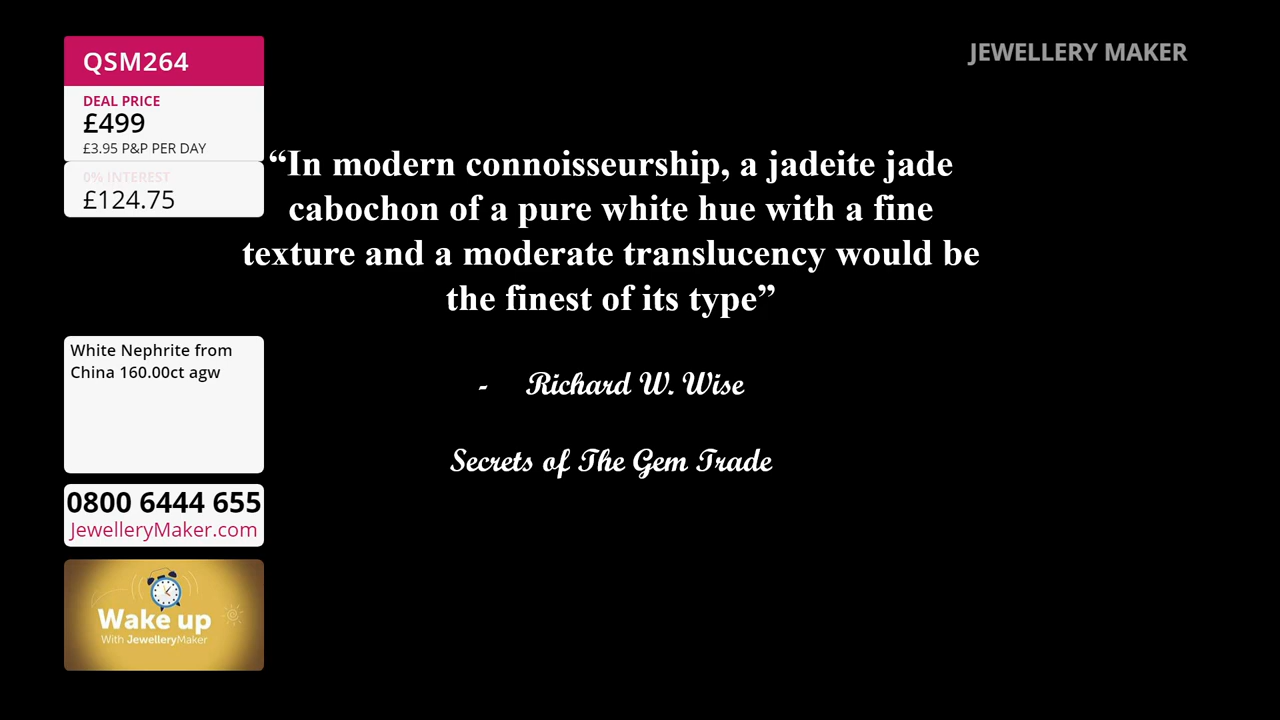 QSM264
DEAL PRICE
£499
£3.95 P&P PER DAY
0% INTEREST
£124.75
JEWELLERY MAKER
“In modern connoisseurship, a jadeite jade
cabochon of a pure white hue with a fine
texture and a moderate translucency would be
the finest of its type”
- Richard W. Wise
Secrets of The Gem Trade
White Nephrite from
China 160.00ct agw
0800 6444 655
JewelleryMaker.com
Wake up
With JewelleryMaker